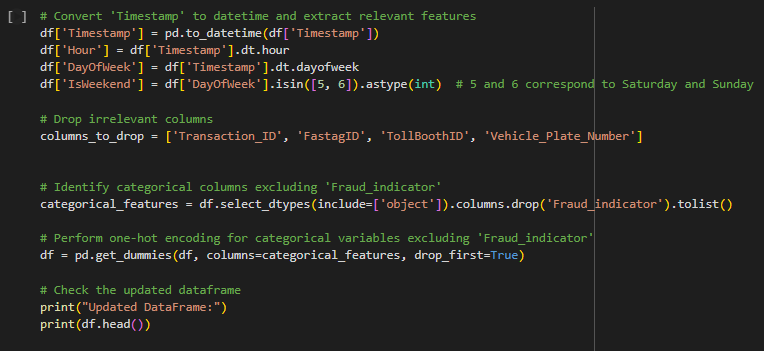 [ ] # Convert 'Timestamp' to datetime and extract relevant features
df['Timestamp'] = pd.to_datetime(df['Timestamp'])
df['Hour'] = df['Timestamp'].dt.hour
df['DayOfWeek'] = df['Timestamp'].dt.dayofweek
df['IsWeekend'] = df['DayOfWeek'].isin([5, 6]).astype(int)  # 5 and 6 correspond to Saturday and Sunday
# Drop irrelevant columns
columns_to_drop = ['Transaction_ID', 'FastagID', 'TollBoothID', 'Vehicle_Plate_Number']
# Identify categorical columns excluding 'Fraud_indicator'
categorical_features = df.select_dtypes(include=['object']).columns.drop('Fraud_indicator').tolist()
# Perform one-hot encoding for categorical variables excluding 'Fraud_indicator'
df = pd.get_dummies(df, columns=categorical_features, drop_first=True)
# Check the updated dataframe
print("Updated DataFrame:")
print(df.head())